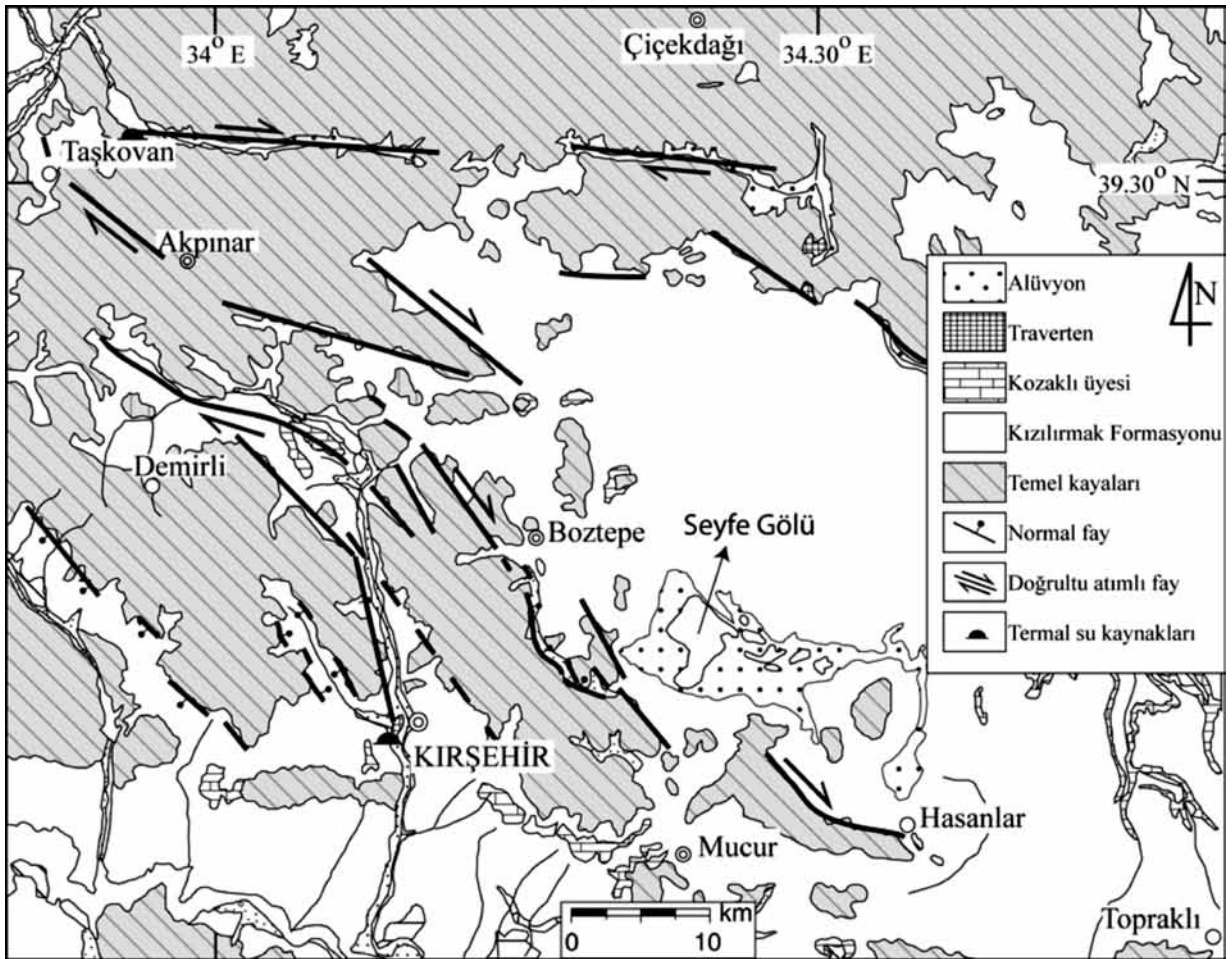 34° E
Çiçekdağı
34.30° E
Taşkovan
39.30° N
Akpınar
Alüvyon
N
Traverten
Kozaklı üyesi
Kızılırmak Formasyonu
Demirli
Temel kayaları
Boztepe
Seyfe Gölü
Normal fay
Doğrultu atımlı fay
Termal su kaynakları
KIRŞEHİR
Hasanlar
Mucur
km
0 10
Topraklı